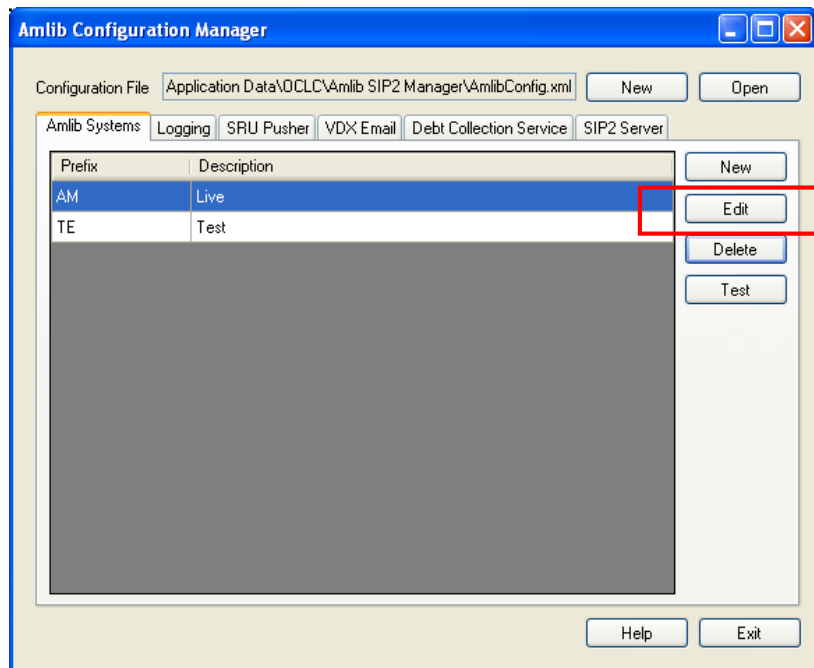 Amlib Configuration Manager
Configuration File Application Data\OCLC\Amlib SIP2 Manager\AmlibConfig.xml New Open
Amlib Systems Logging SRU Pusher VDX Email Debt Collection Service SIP2 Server
Prefix Description New
AM Live Edit
TE Test
Delete
Test
Help Exit